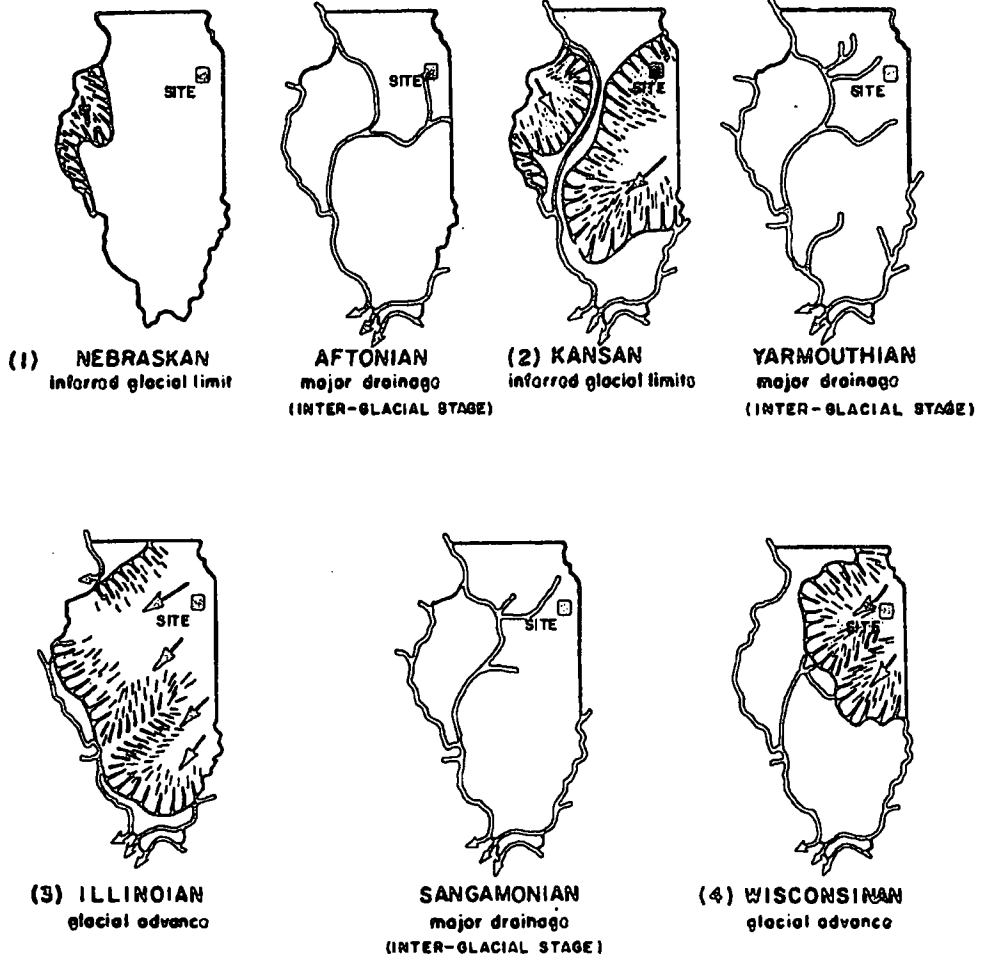 SITE
SITE
SITE
SITE
(1) NEBRASKAN
inferred glacial limit
AFTONIAN
major drainage
(INTER-GLACIAL STAGE)
(2) KANSAN
inferred glacial limits
YARMOUTHIAN
major drainage
(INTER-GLACIAL STAGE)
SITE
SITE
SITE
(3) ILLINOIAN
glacial advance
SANGAMONIAN
major drainage
(INTER-GLACIAL STAGE)
(4) WISCONSINAN
glacial advance